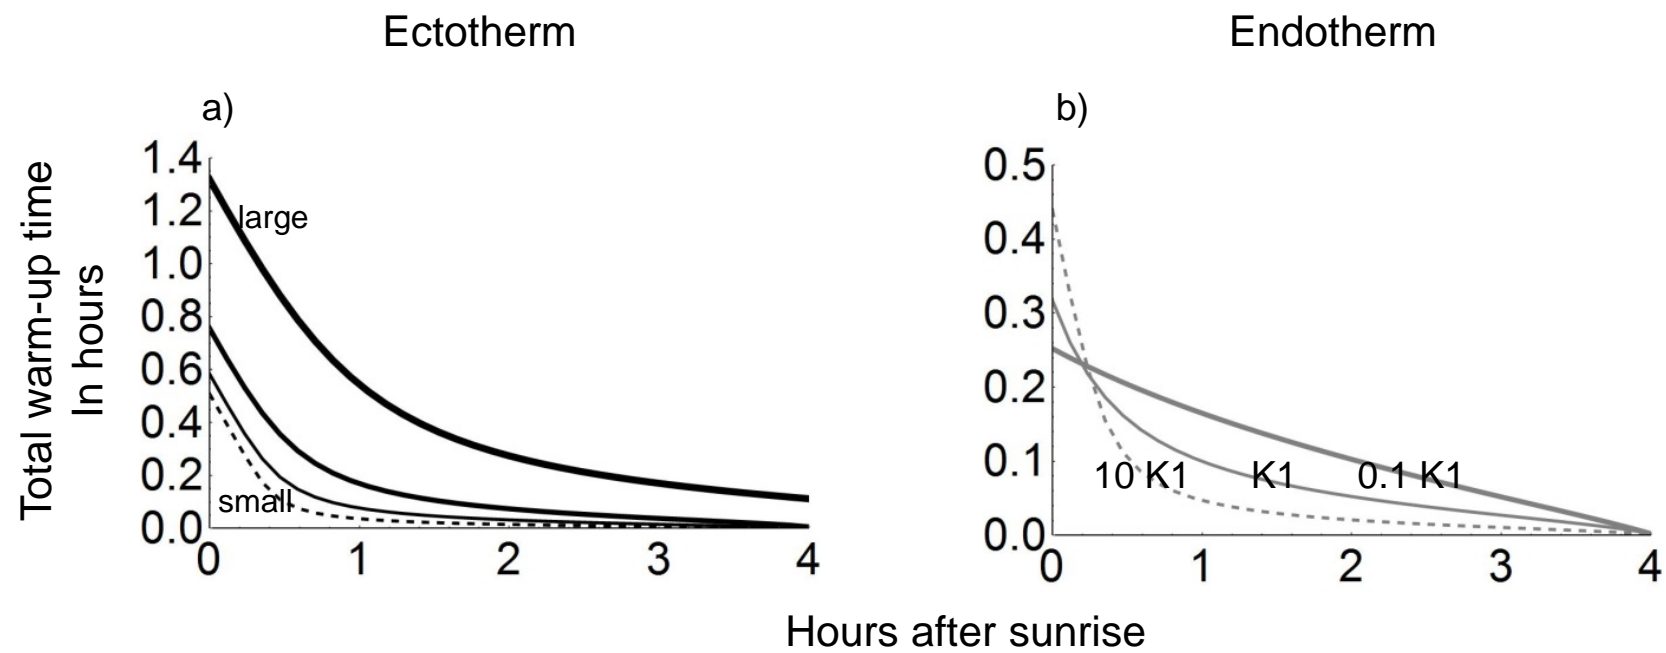 Ectotherm
Endotherm
a)
b)
Total warm-up time
In hours
1.4
1.2
1.0
0.8
0.6
0.4
0.2
0.0
large
small
0 1 2 3 4
0.5
0.4
0.3
0.2
0.1
0.0
10 K1 K1 0.1 K1
0 1 2 3 4
Hours after sunrise